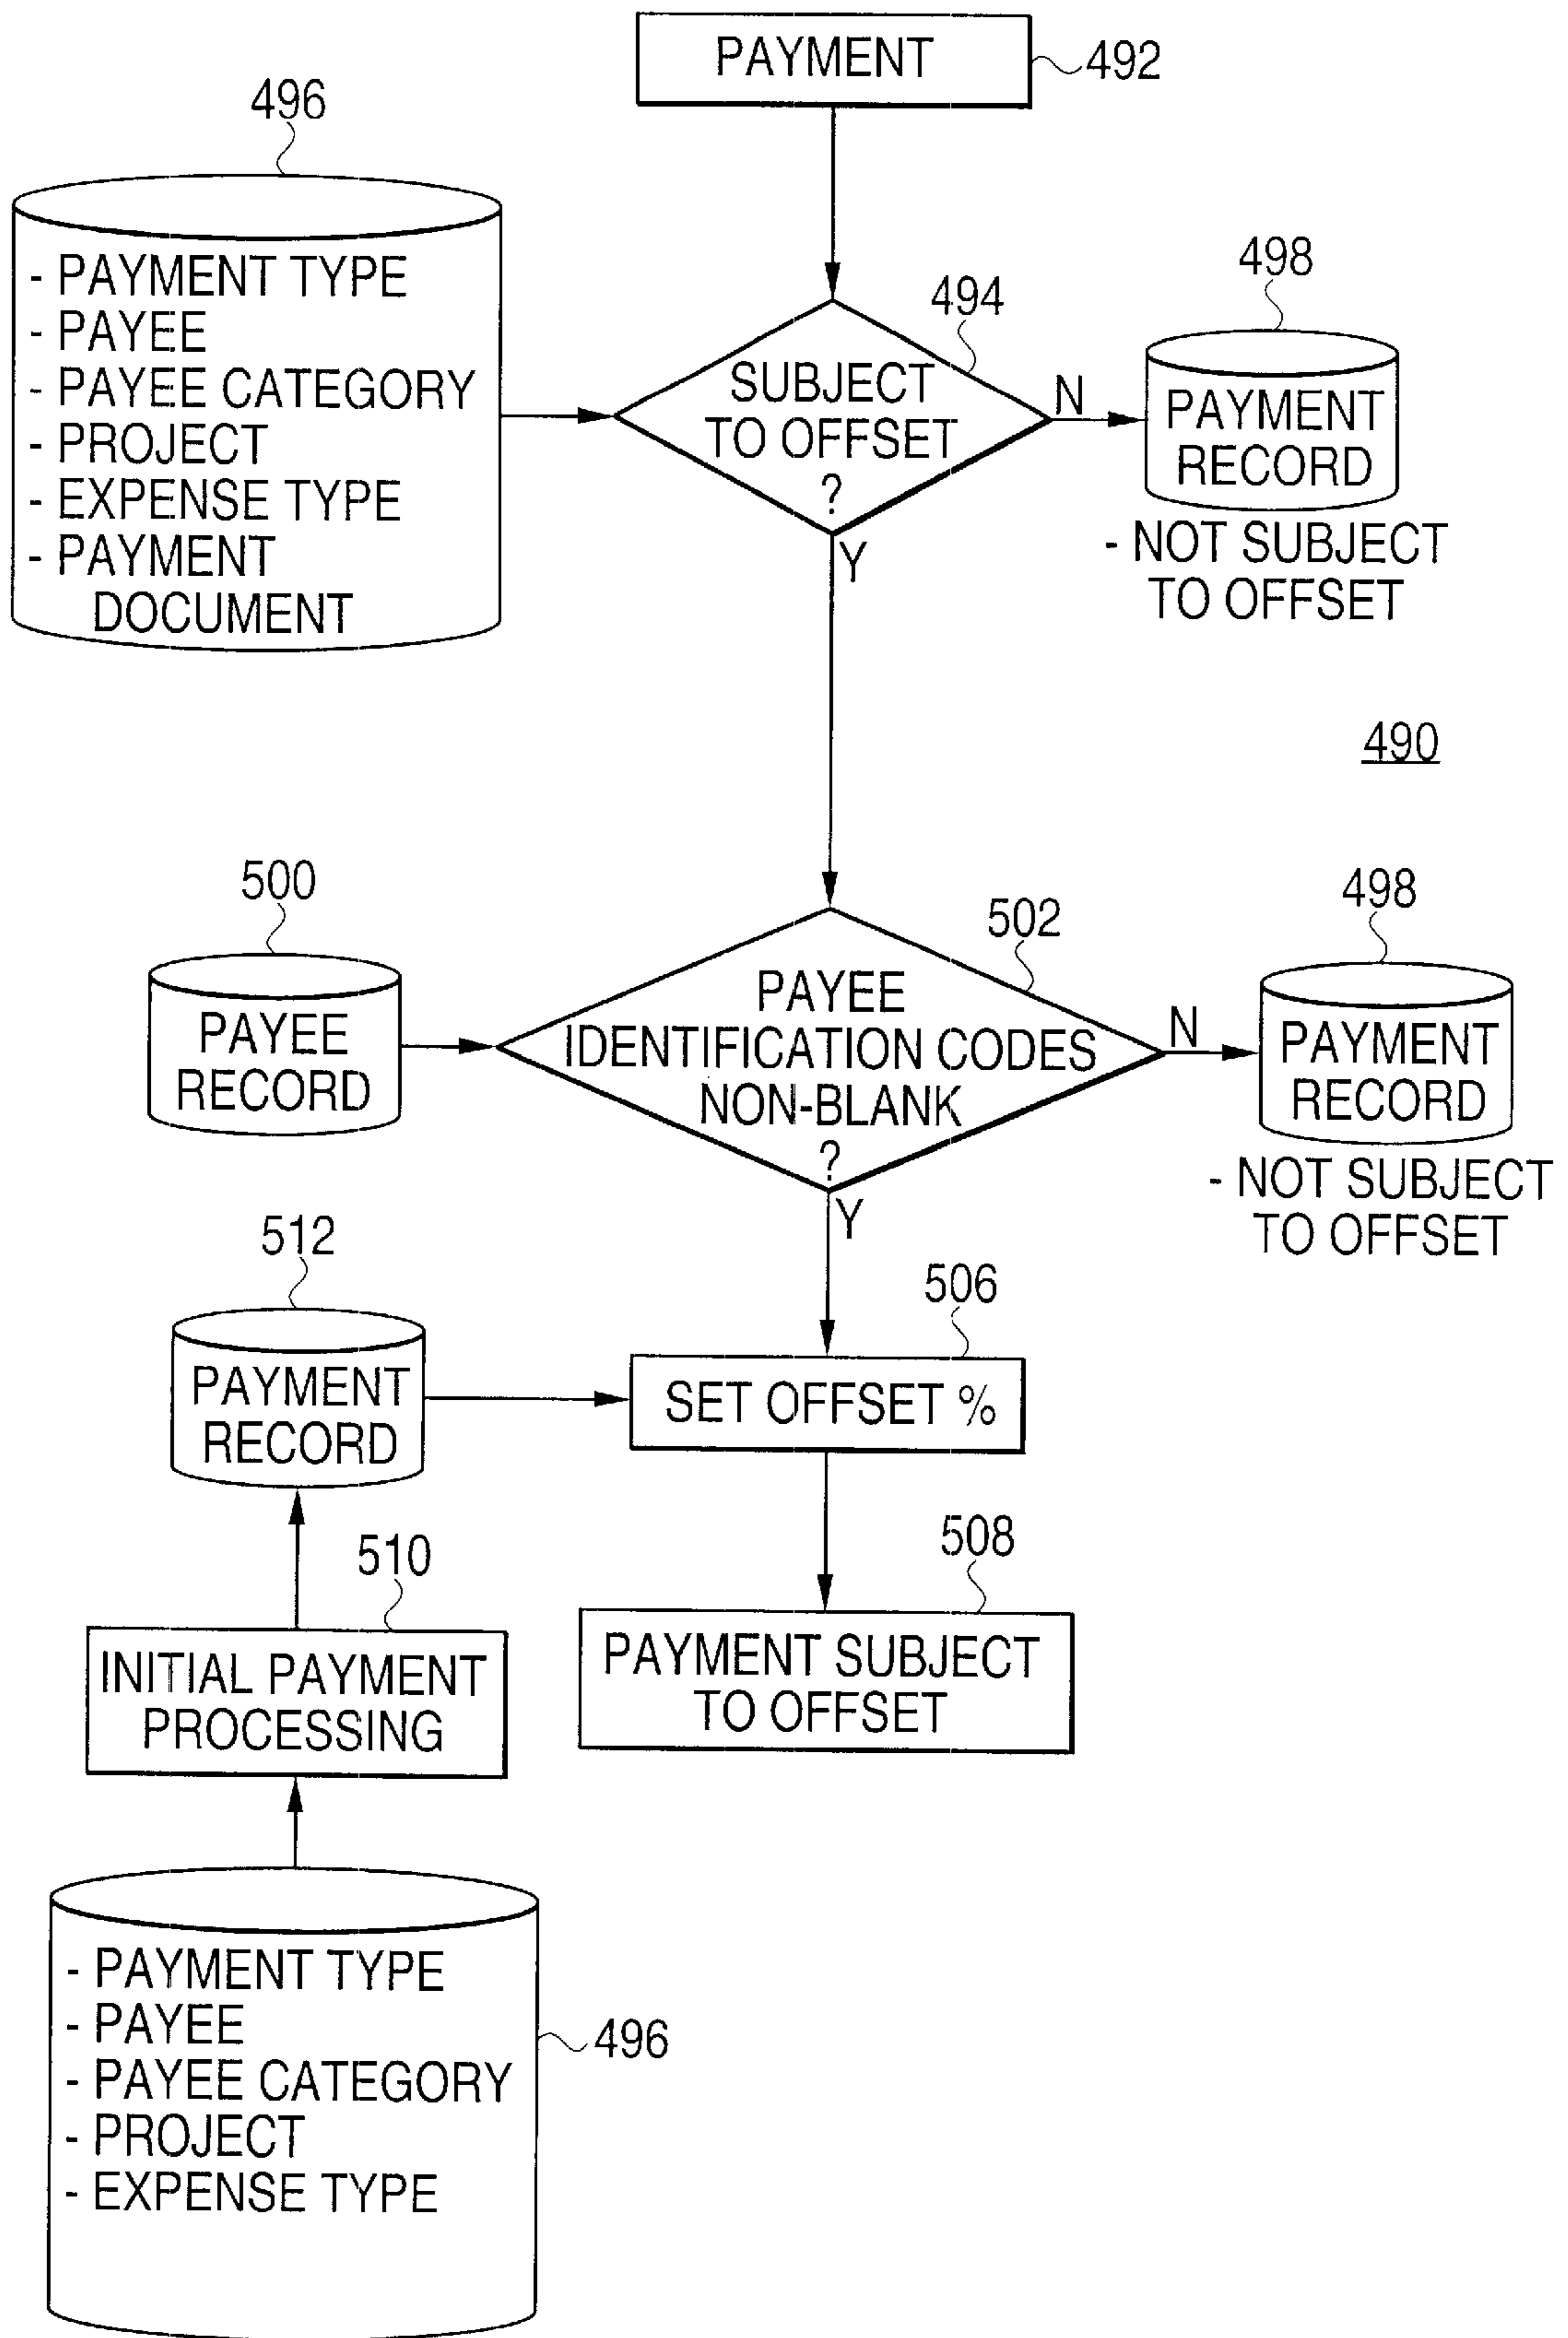 PAYMENT
492
496
- PAYMENT TYPE
- PAYEE
- PAYEE CATEGORY
- PROJECT
- EXPENSE TYPE
- PAYMENT
DOCUMENT
494
SUBJECT
TO OFFSET
?
N
Y
498
PAYMENT
RECORD
- NOT SUBJECT
TO OFFSET
490
500
PAYEE
RECORD
502
PAYEE
IDENTIFICATION CODES
NON-BLANK
?
N
Y
498
PAYMENT
RECORD
- NOT SUBJECT
TO OFFSET
512
PAYMENT
RECORD
506
SET OFFSET %
508
PAYMENT SUBJECT
TO OFFSET
510
INITIAL PAYMENT
PROCESSING
- PAYMENT TYPE
- PAYEE
- PAYEE CATEGORY
- PROJECT
- EXPENSE TYPE
496